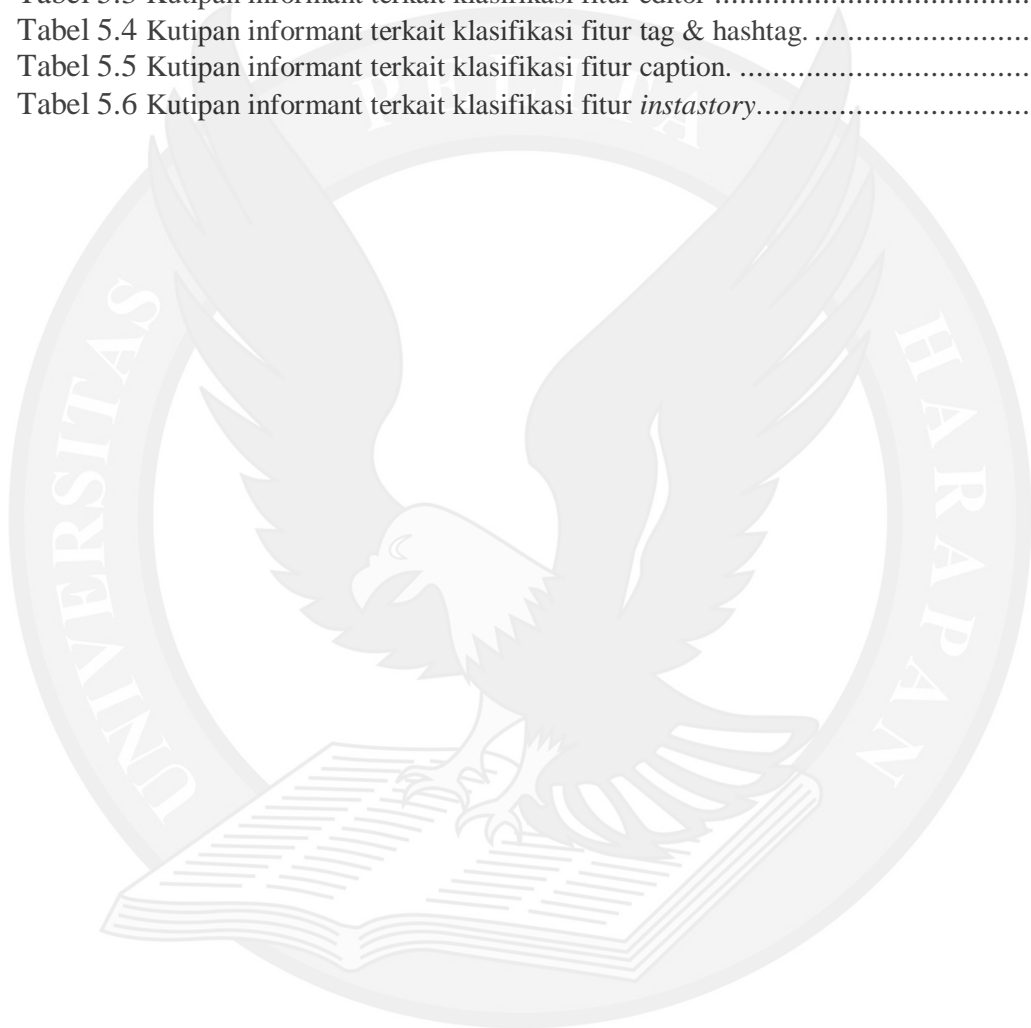 Tabel 5.3 Kutipan informant terkait klasifikasi fitur editor ........................................
Tabel 5.4 Kutipan informant terkait klasifikasi fitur tag & hashtag. ...........................
Tabel 5.5 Kutipan informant terkait klasifikasi fitur caption. .....................................
Tabel 5.6 Kutipan informant terkait klasifikasi fitur instastory...................................
UNIVERSITAS PELITA HARAPAN